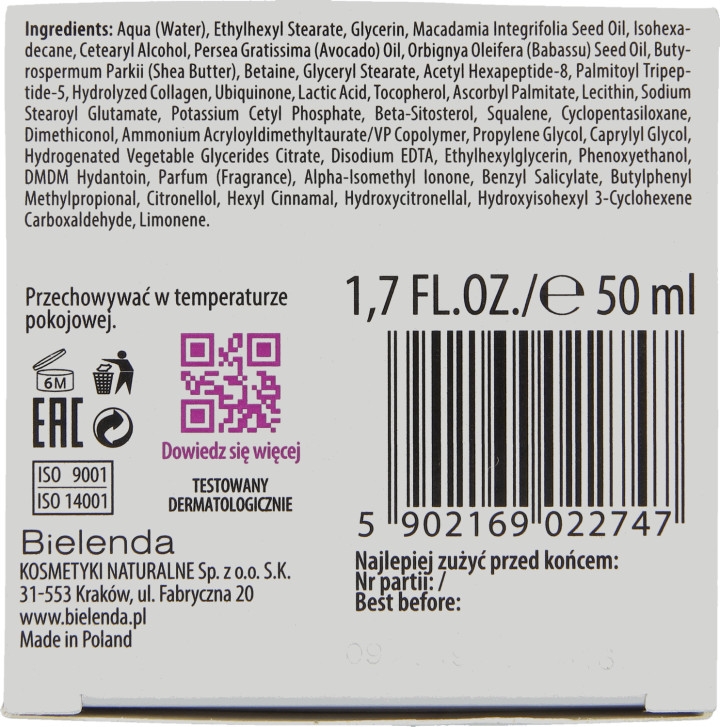 Ingredients: Aqua (Water), Ethylhexyl Stearate, Glycerin, Macadamia Integrifolia Seed Oil, Isohexa-
decane, Cetearyl Alcohol, Persea Gratissima (Avocado) Oil, Orbignya Oleifera (Babassu) Seed Oil, Buty-
rospermum Parkii (Shea Butter), Betaine, Glyceryl Stearate, Acetyl Hexapeptide-8, Palmitoyl Tripep-
tide-5, Hydrolyzed Collagen, Ubiquinone, Lactic Acid, Tocopherol, Ascorbyl Palmitate, Lecithin, Sodium
Stearoyl Glutamate, Potassium Cetyl Phosphate, Beta-Sitosterol, Squalene, Cyclopentasiloxane,
Dimethiconol, Ammonium Acryloyldimethyltaurate/VP Copolymer, Propylene Glycol, Caprylyl Glycol,
Hydrogenated Vegetable Glycerides Citrate, Disodium EDTA, Ethylhexylglycerin, Phenoxyethanol,
DMDM Hydantoin, Parfum (Fragrance), Alpha-Isomethyl Ionone, Benzyl Salicylate, Butylphenyl
Methylpropional, Citronellol, Hexyl Cinnamal, Hydroxycitronellal, Hydroxyisohexyl 3-Cyclohexene
Carboxaldehyde, Limonene.
Przechowywać w temperaturze
pokojowej.
6M
EAC
ISO 9001
ISO 14001
Dowiedz się więcej
TESTOWANY
DERMATOLOGICZNIE
Bielenda
KOSMETYKI NATURALNE Sp. z o.o. S.K.
31-553 Kraków, ul. Fabryczna 20
www.bielenda.pl
Made in Poland
1,7 FL.OZ./℮ 50 ml
5 902169 022747
Najlepiej zużyć przed końcem:
Nr partii: /
Best before: